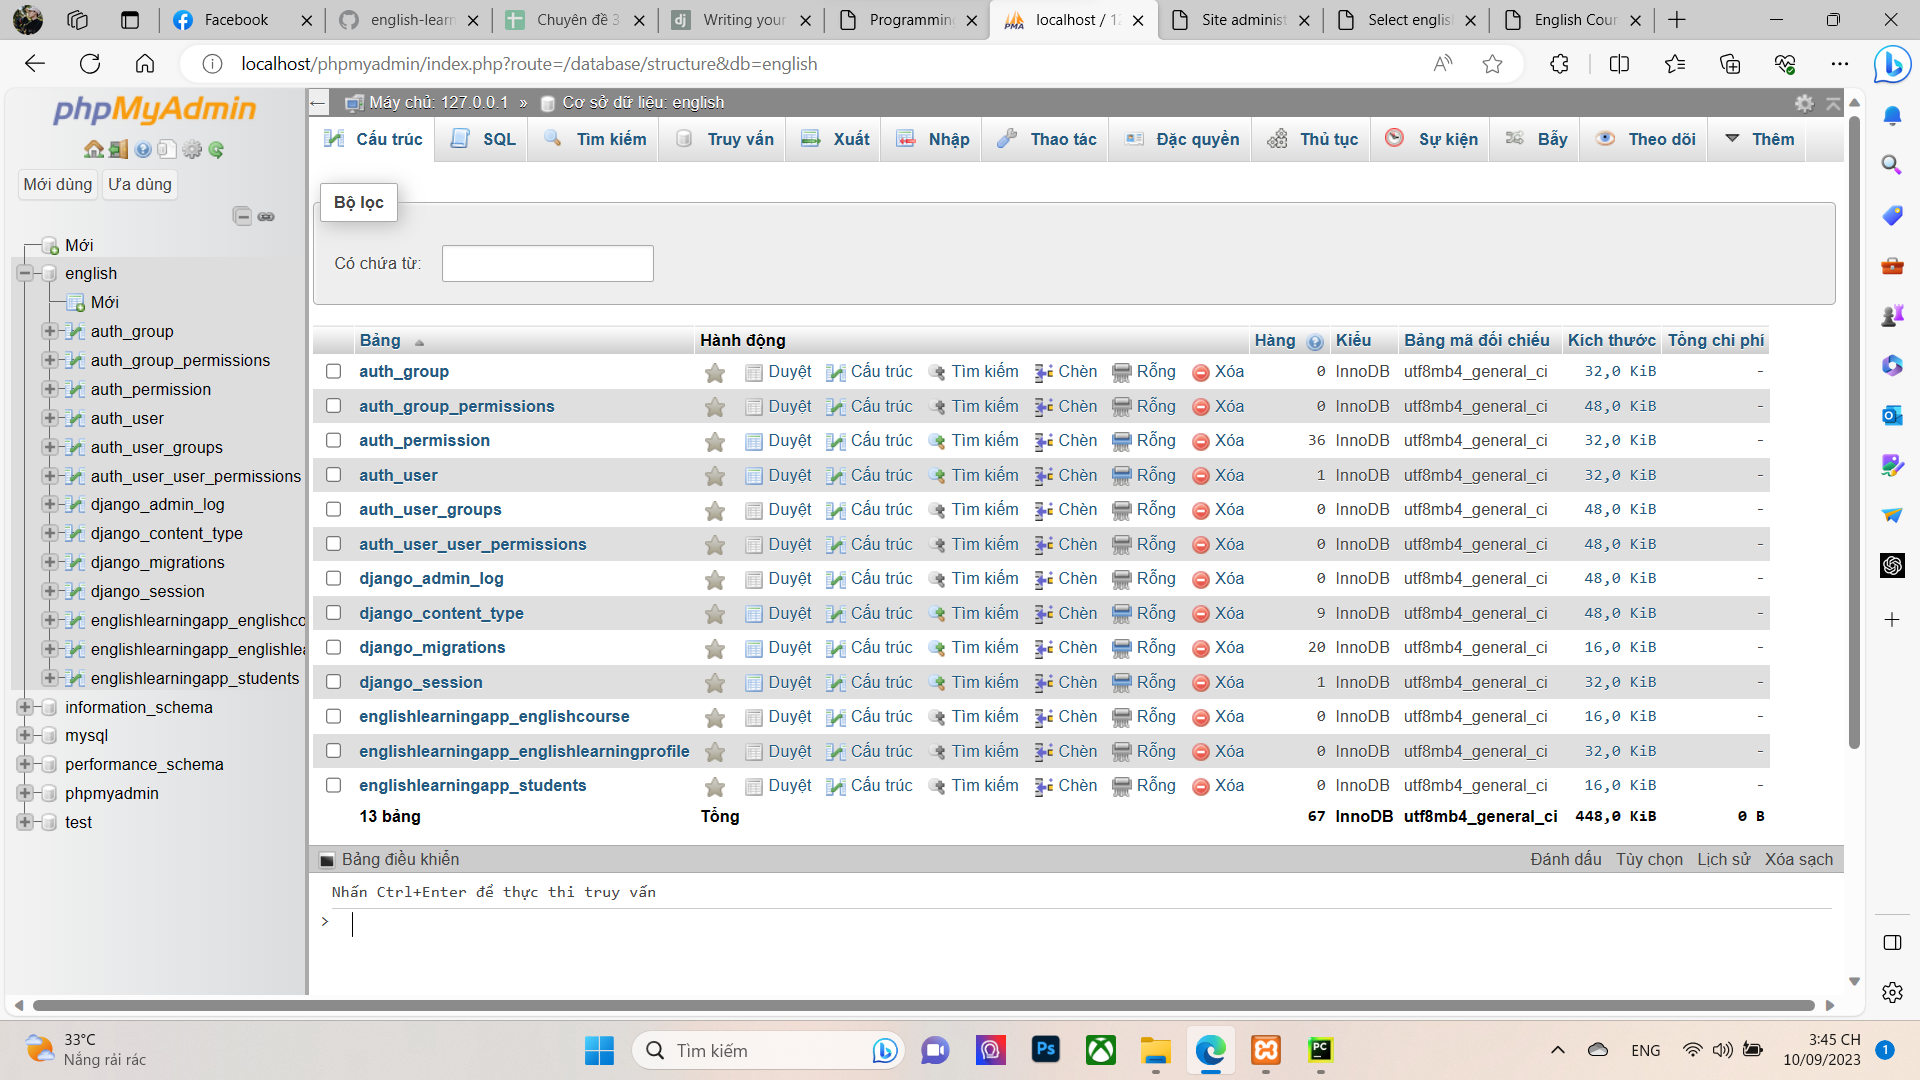 Facebook
english-learn
Chuyên đề 3
Writing your
Programming
localhost / 12
Site administ
Select englis
English Cour
localhost/phpmyadmin/index.php?route=/database/structure&db=english
phpMyAdmin
Mới dùng
Ưa dùng
Mới
english
Mới
auth_group
auth_group_permissions
auth_permission
auth_user
auth_user_groups
auth_user_user_permissions
django_admin_log
django_content_type
django_migrations
django_session
englishlearningapp_englishco
englishlearningapp_englishlea
englishlearningapp_students
information_schema
mysql
performance_schema
phpmyadmin
test
Máy chủ: 127.0.0.1 » Cơ sở dữ liệu: english
Cấu trúc SQL Tìm kiếm Truy vấn Xuất Nhập Thao tác Đặc quyền Thủ tục Sự kiện Bẫy Theo dõi Thêm
Bộ lọc
Có chứa từ:
Bảng Hành động Hàng Kiểu Bảng mã đối chiếu Kích thước Tổng chi phí
auth_group Duyệt Cấu trúc Tìm kiếm Chèn Rỗng Xóa 0 InnoDB utf8mb4_general_ci 32,0 KiB -
auth_group_permissions Duyệt Cấu trúc Tìm kiếm Chèn Rỗng Xóa 0 InnoDB utf8mb4_general_ci 48,0 KiB -
auth_permission Duyệt Cấu trúc Tìm kiếm Chèn Rỗng Xóa 36 InnoDB utf8mb4_general_ci 32,0 KiB -
auth_user Duyệt Cấu trúc Tìm kiếm Chèn Rỗng Xóa 1 InnoDB utf8mb4_general_ci 32,0 KiB -
auth_user_groups Duyệt Cấu trúc Tìm kiếm Chèn Rỗng Xóa 0 InnoDB utf8mb4_general_ci 48,0 KiB -
auth_user_user_permissions Duyệt Cấu trúc Tìm kiếm Chèn Rỗng Xóa 0 InnoDB utf8mb4_general_ci 48,0 KiB -
django_admin_log Duyệt Cấu trúc Tìm kiếm Chèn Rỗng Xóa 0 InnoDB utf8mb4_general_ci 48,0 KiB -
django_content_type Duyệt Cấu trúc Tìm kiếm Chèn Rỗng Xóa 9 InnoDB utf8mb4_general_ci 48,0 KiB -
django_migrations Duyệt Cấu trúc Tìm kiếm Chèn Rỗng Xóa 20 InnoDB utf8mb4_general_ci 16,0 KiB -
django_session Duyệt Cấu trúc Tìm kiếm Chèn Rỗng Xóa 1 InnoDB utf8mb4_general_ci 32,0 KiB -
englishlearningapp_englishcourse Duyệt Cấu trúc Tìm kiếm Chèn Rỗng Xóa 0 InnoDB utf8mb4_general_ci 16,0 KiB -
englishlearningapp_englishlearningprofile Duyệt Cấu trúc Tìm kiếm Chèn Rỗng Xóa 0 InnoDB utf8mb4_general_ci 32,0 KiB -
englishlearningapp_students Duyệt Cấu trúc Tìm kiếm Chèn Rỗng Xóa 0 InnoDB utf8mb4_general_ci 16,0 KiB -
13 bảng Tổng 67 InnoDB utf8mb4_general_ci 448,0 KiB 0 B
Bảng điều khiển Đánh dấu Tùy chọn Lịch sử Xóa sạch
Nhấn Ctrl+Enter để thực thi truy vấn
>
33°C
Nắng rải rác
Tìm kiếm
Ps
PC
ENG
3:45 CH
10/09/2023
1